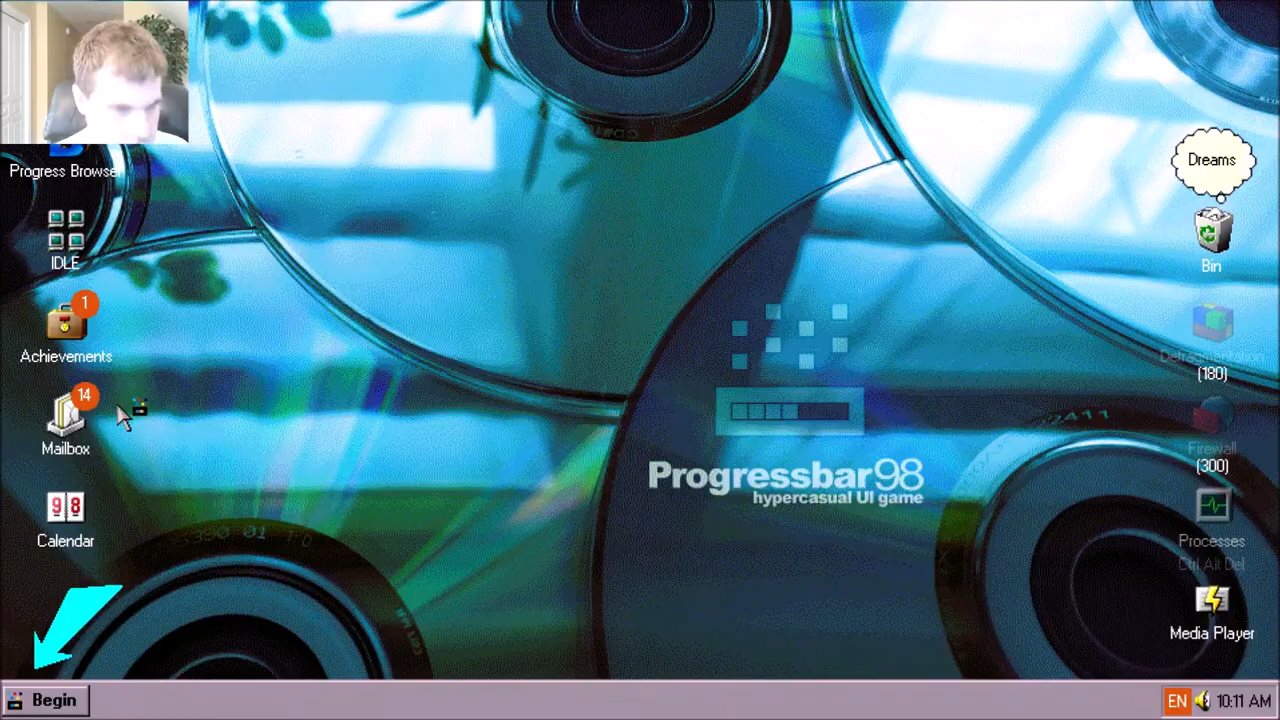 Progress Browser
IDLE
1
Achievements
14
Mailbox
98
Calendar
Dreams
Bin
Defragmentation
(180)
Firewall
(300)
Processes
Ctrl Alt Del
Media Player
Progressbar98
hypercasual UI game
Begin
EN
10:11 AM